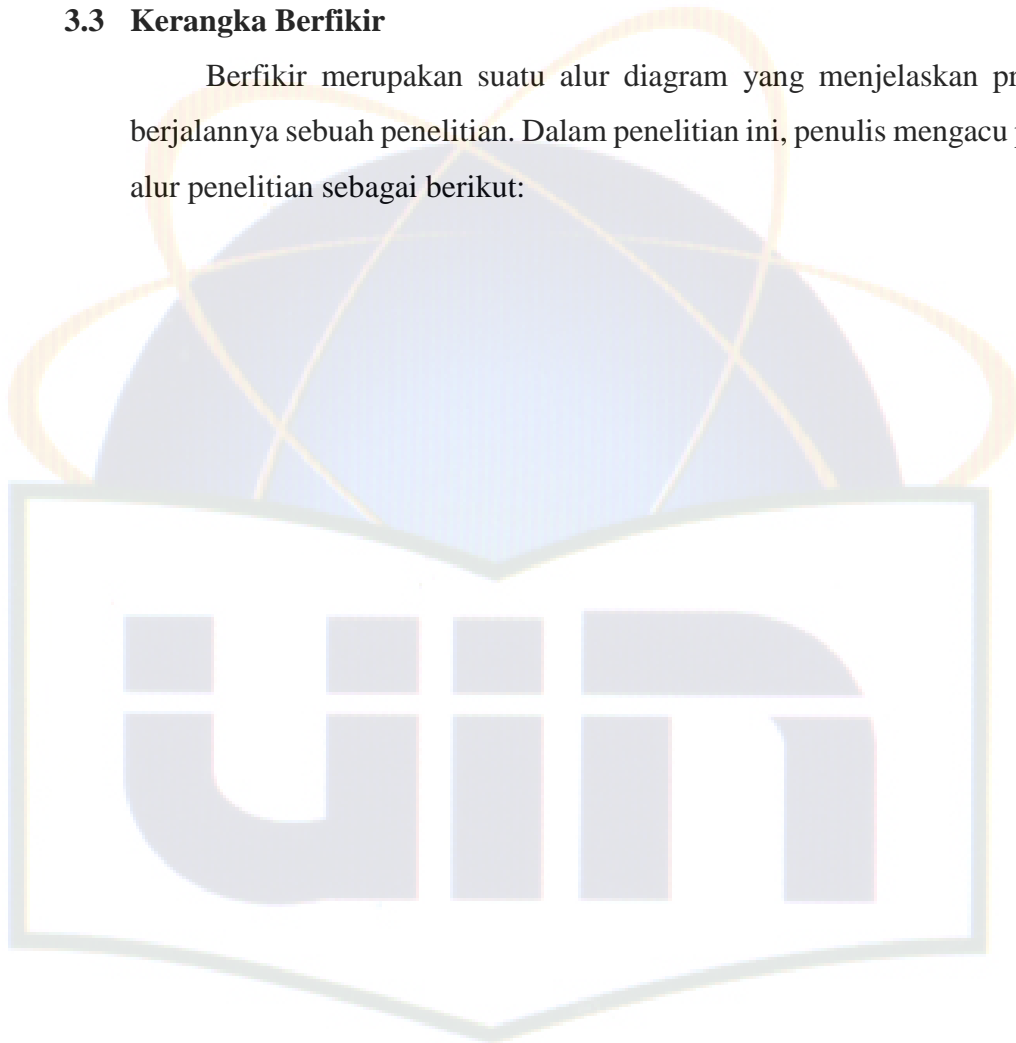 3.3 Kerangka Berfikir
Berfikir merupakan suatu alur diagram yang menjelaskan
berjalannya sebuah penelitian. Dalam penelitian ini, penulis mengacu
alur penelitian sebagai berikut:
uin